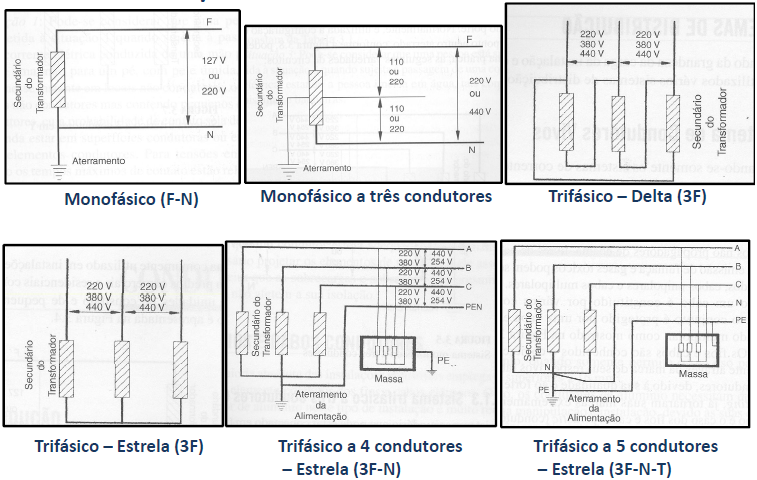 F
127 V
ou
220 V
N
Secundário
do
Transformador
Aterramento
Monofásico (F-N)
F
110
ou
220
220 V
ou
440 V
110
ou
220
N
Secundário
do
Transformador
Aterramento
Monofásico a três condutores
220 V 220 V
380 V 380 V
440 V 440 V
Secundário
do
Transformador
Trifásico – Delta (3F)
220 V 220 V
380 V 380 V
440 V 440 V
Secundário
do
Transformador
Trifásico – Estrela (3F)
A
220 V 440 V
380 V 254 V
B
220 V 440 V
380 V 254 V
C
220 V 440 V
380 V 254 V
PEN
Secundário do
Transformador
PE
Massa
Aterramento
da
Alimentação
Trifásico a 4 condutores
– Estrela (3F-N)
A
B
C
N
PE
Secundário do
Transformador
N
PE
Massa
Aterramento
da
Alimentação
Trifásico a 5 condutores
– Estrela (3F-N-T)